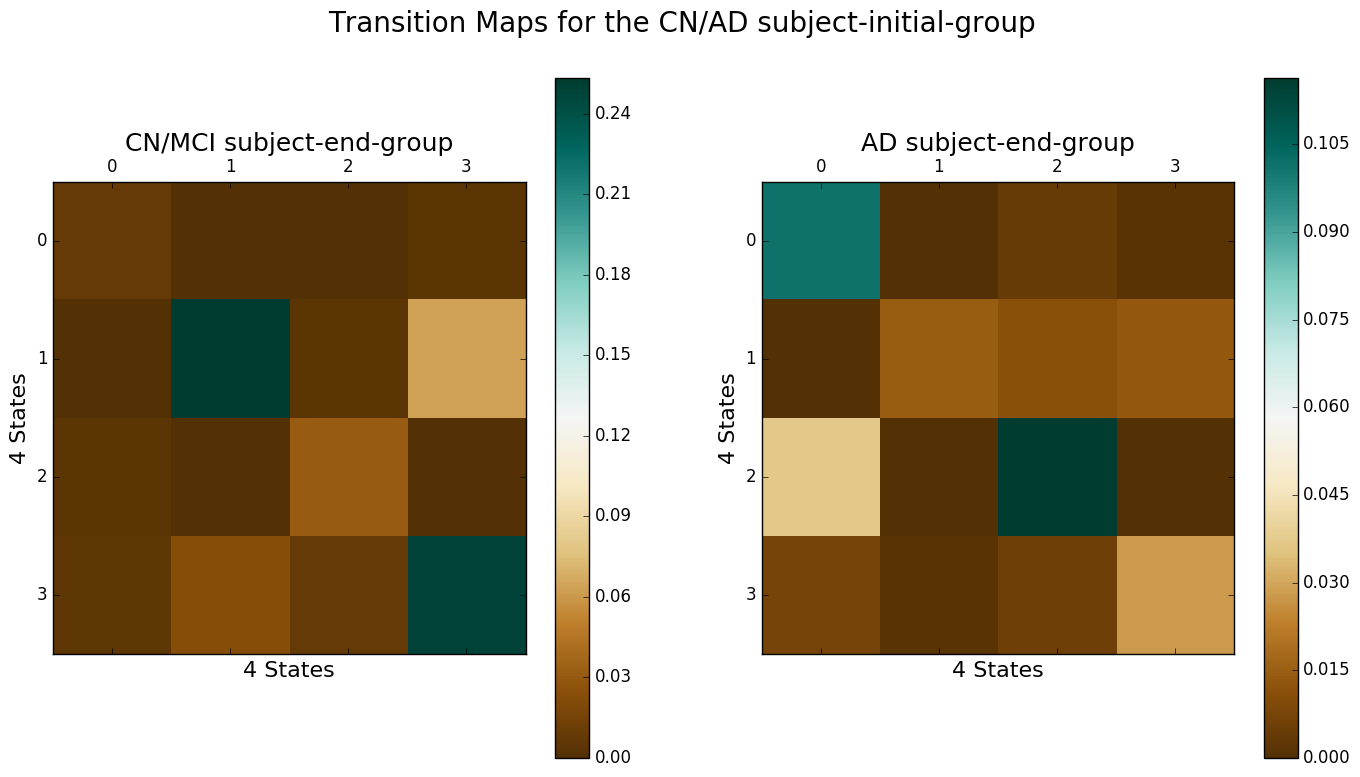 Transition Maps for the CN/AD subject-initial-group
CN/MCI subject-end-group
0 1 2 3
0
1
2
3
4 States
4 States
0.24
0.21
0.18
0.15
0.12
0.09
0.06
0.03
0.00
AD subject-end-group
0 1 2 3
0
1
2
3
4 States
4 States
0.105
0.090
0.075
0.060
0.045
0.030
0.015
0.000